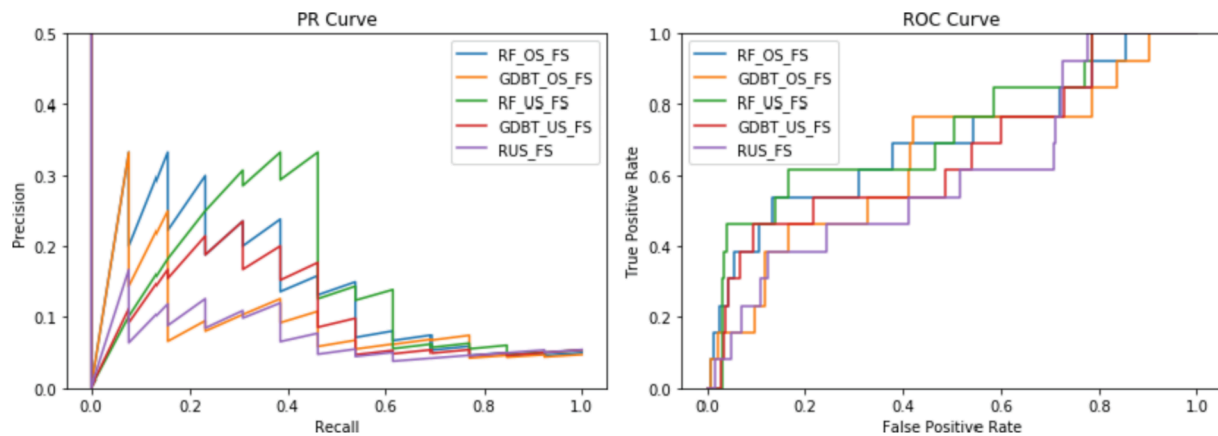 PR Curve
0.5
0.4
0.3
0.2
0.1
0.0
Precision
RF_OS_FS
GDBT_OS_FS
RF_US_FS
GDBT_US_FS
RUS_FS
0.0 0.2 0.4 0.6 0.8 1.0
Recall
ROC Curve
1.0
0.8
0.6
0.4
0.2
0.0
True Positive Rate
RF_OS_FS
GDBT_OS_FS
RF_US_FS
GDBT_US_FS
RUS_FS
0.0 0.2 0.4 0.6 0.8 1.0
False Positive Rate